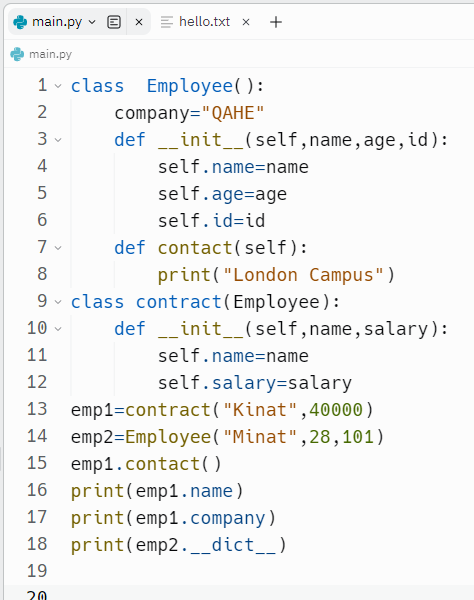 main.py hello.txt
main.py
1 class  Employee():
2     company="QAHE"
3     def __init__(self,name,age,id):
4         self.name=name
5         self.age=age
6         self.id=id
7     def contact(self):
8         print("London Campus")
9 class contract(Employee):
10     def __init__(self,name,salary):
11         self.name=name
12         self.salary=salary
13 emp1=contract("Kinat",40000)
14 emp2=Employee("Minat",28,101)
15 emp1.contact()
16 print(emp1.name)
17 print(emp1.company)
18 print(emp2.__dict__)
19
20